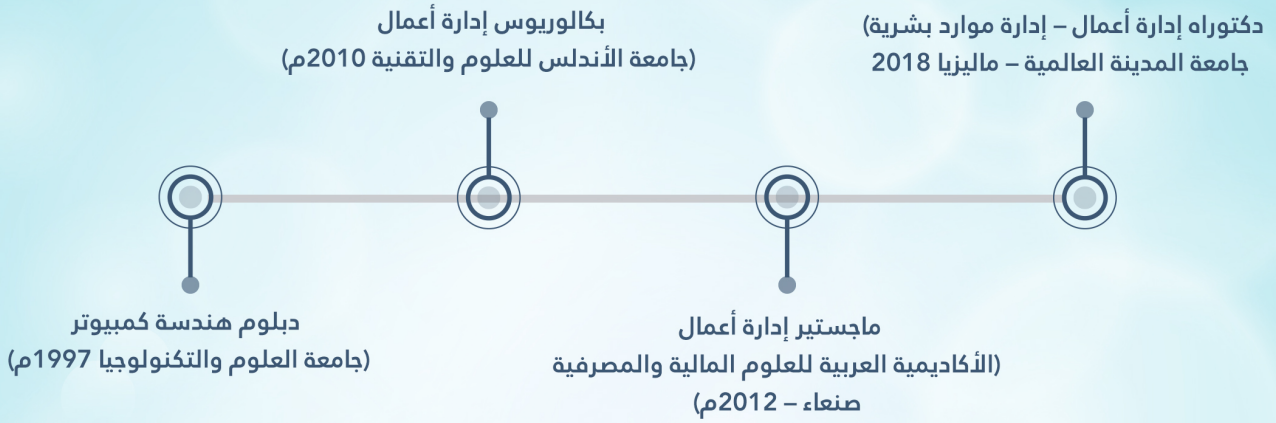 دكتوراه إدارة أعمال – إدارة موارد بشرية)
جامعة المدينة العالمية – ماليزيا 2018
بكالوريوس إدارة أعمال
(جامعة الأندلس للعلوم والتقنية 2010م)
ماجستير إدارة أعمال
(الأكاديمية العربية للعلوم المالية والمصرفية
صنعاء – 2012م)
دبلوم هندسة كمبيوتر
(جامعة العلوم والتكنولوجيا 1997م)